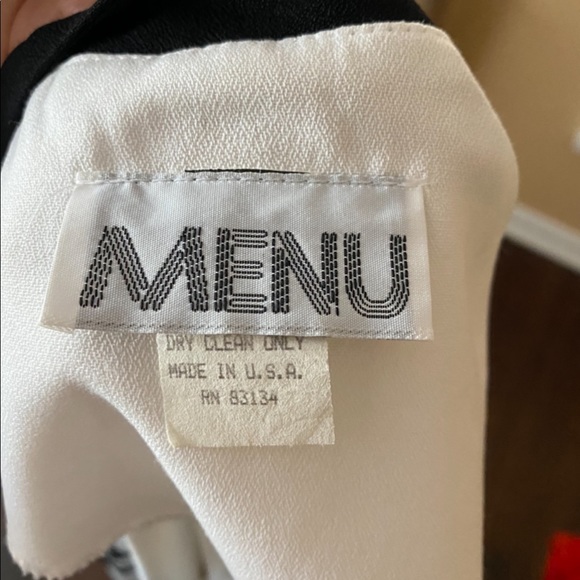 MENU
DRY CLEAN ONLY
MADE IN U.S.A.
RN 83134